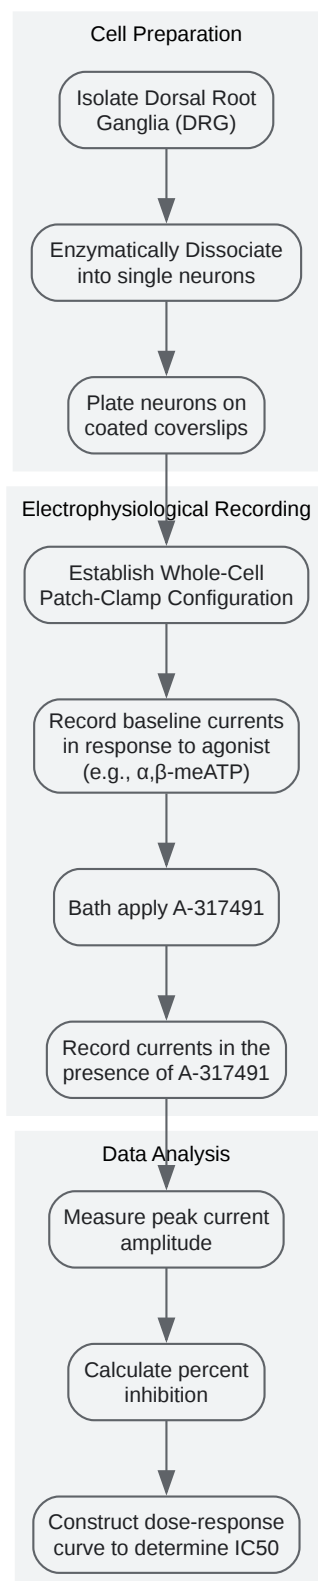 Cell Preparation
Isolate Dorsal Root
Ganglia (DRG)
Enzymatically Dissociate
into single neurons
Plate neurons on
coated coverslips
Electrophysiological Recording
Establish Whole-Cell
Patch-Clamp Configuration
Record baseline currents
in response to agonist
(e.g., α,β-meATP)
Bath apply A-317491
Record currents in the
presence of A-317491
Data Analysis
Measure peak current
amplitude
Calculate percent
inhibition
Construct dose-response
curve to determine IC50